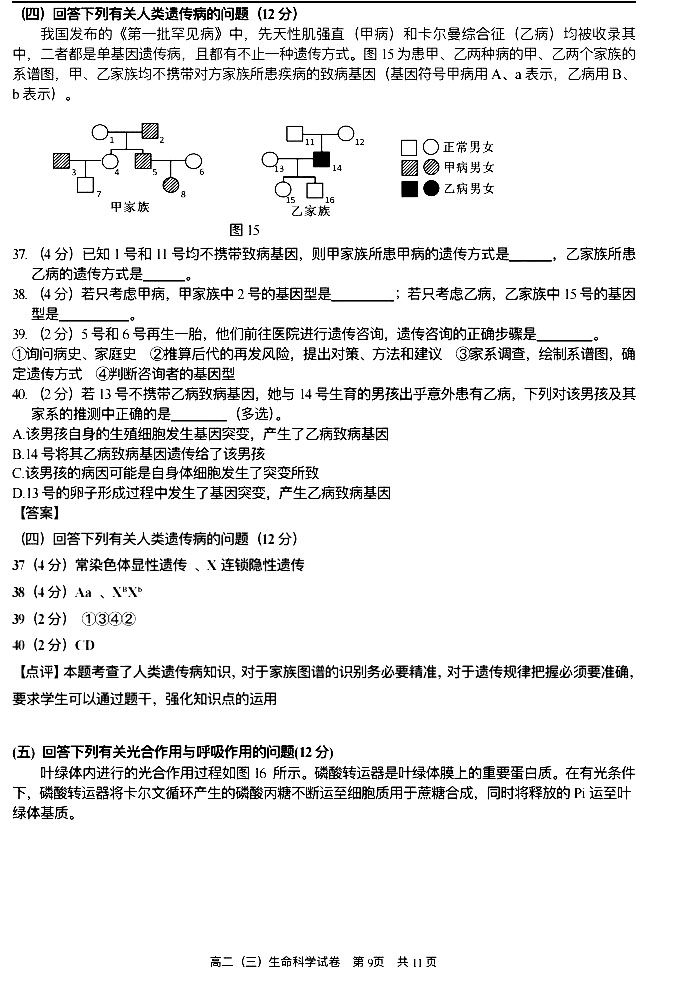 (四）回答下列有关人类遗传病的问题（12 分）
我国发布的《第一批罕见病》中，先天性肌强直（甲病）和卡尔曼综合征（乙病）均被收录其
中，二者都是单基因遗传病，且都有不止一种遗传方式。图 15 为患甲、乙两种病的甲、乙两个家族的
系谱图，甲、乙家族均不携带对方家族所患疾病的致病基因（基因符号甲病用 A、a 表示，乙病用 B、
b 表示）。
1 2 11 12 正常男女
3 4 5 6 13 14 甲病男女
7 8 15 16 乙病男女
甲家族 乙家族
图 15
37. （4 分）已知 1 号和 11 号均不携带致病基因，则甲家族所患甲病的遗传方式是______，乙家族所患
乙病的遗传方式是______。
38. （4 分）若只考虑甲病，甲家族中 2 号的基因型是_________；若只考虑乙病，乙家族中 15 号的基因
型是__________。
39. （2 分）5 号和 6 号再生一胎，他们前往医院进行遗传咨询，遗传咨询的正确步骤是________。
①询问病史、家庭史 ②推算后代的再发风险，提出对策、方法和建议 ③家系调查，绘制系谱图，确
定遗传方式 ④判断咨询者的基因型
40. （2 分）若 13 号不携带乙病致病基因，她与 14 号生育的男孩出乎意外患有乙病，下列对该男孩及其
家系的推测中正确的是________（多选）。
A.该男孩自身的生殖细胞发生基因突变，产生了乙病致病基因
B.14 号将其乙病致病基因遗传给了该男孩
C.该男孩的病因可能是自身体细胞发生了突变所致
D.13 号的卵子形成过程中发生了基因突变，产生乙病致病基因
【答案】
（四）回答下列有关人类遗传病的问题（12 分）
37（4 分）常染色体显性遗传 、X 连锁隐性遗传
38（4 分）Aa 、XᴮXᵇ
39（2 分） ①③④②
40（2 分）CD
【点评】本题考查了人类遗传病知识，对于家族图谱的识别务必要精准，对于遗传规律把握必须要准确，
要求学生可以通过题干，强化知识点的运用
(五) 回答下列有关光合作用与呼吸作用的问题(12 分)
叶绿体内进行的光合作用过程如图 16 所示。磷酸转运器是叶绿体膜上的重要蛋白质。在有光条件
下，磷酸转运器将卡尔文循环产生的磷酸丙糖不断运至细胞质用于蔗糖合成，同时将释放的 Pi 运至叶
绿体基质。
高二（三）生命科学试卷 第 9页 共 11 页